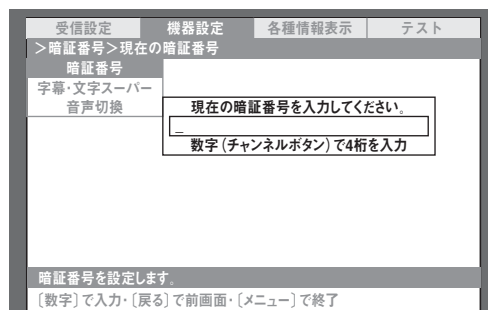 受信設定 機器設定 各種情報表示 テスト
>暗証番号>現在の暗証番号
暗証番号
字幕・文字スーパー
音声切換
現在の暗証番号を入力してください。
_
数字(チャンネルボタン)で4桁を入力
暗証番号を設定します。
〔数字〕で入力・〔戻る〕で前画面・〔メニュー〕で終了